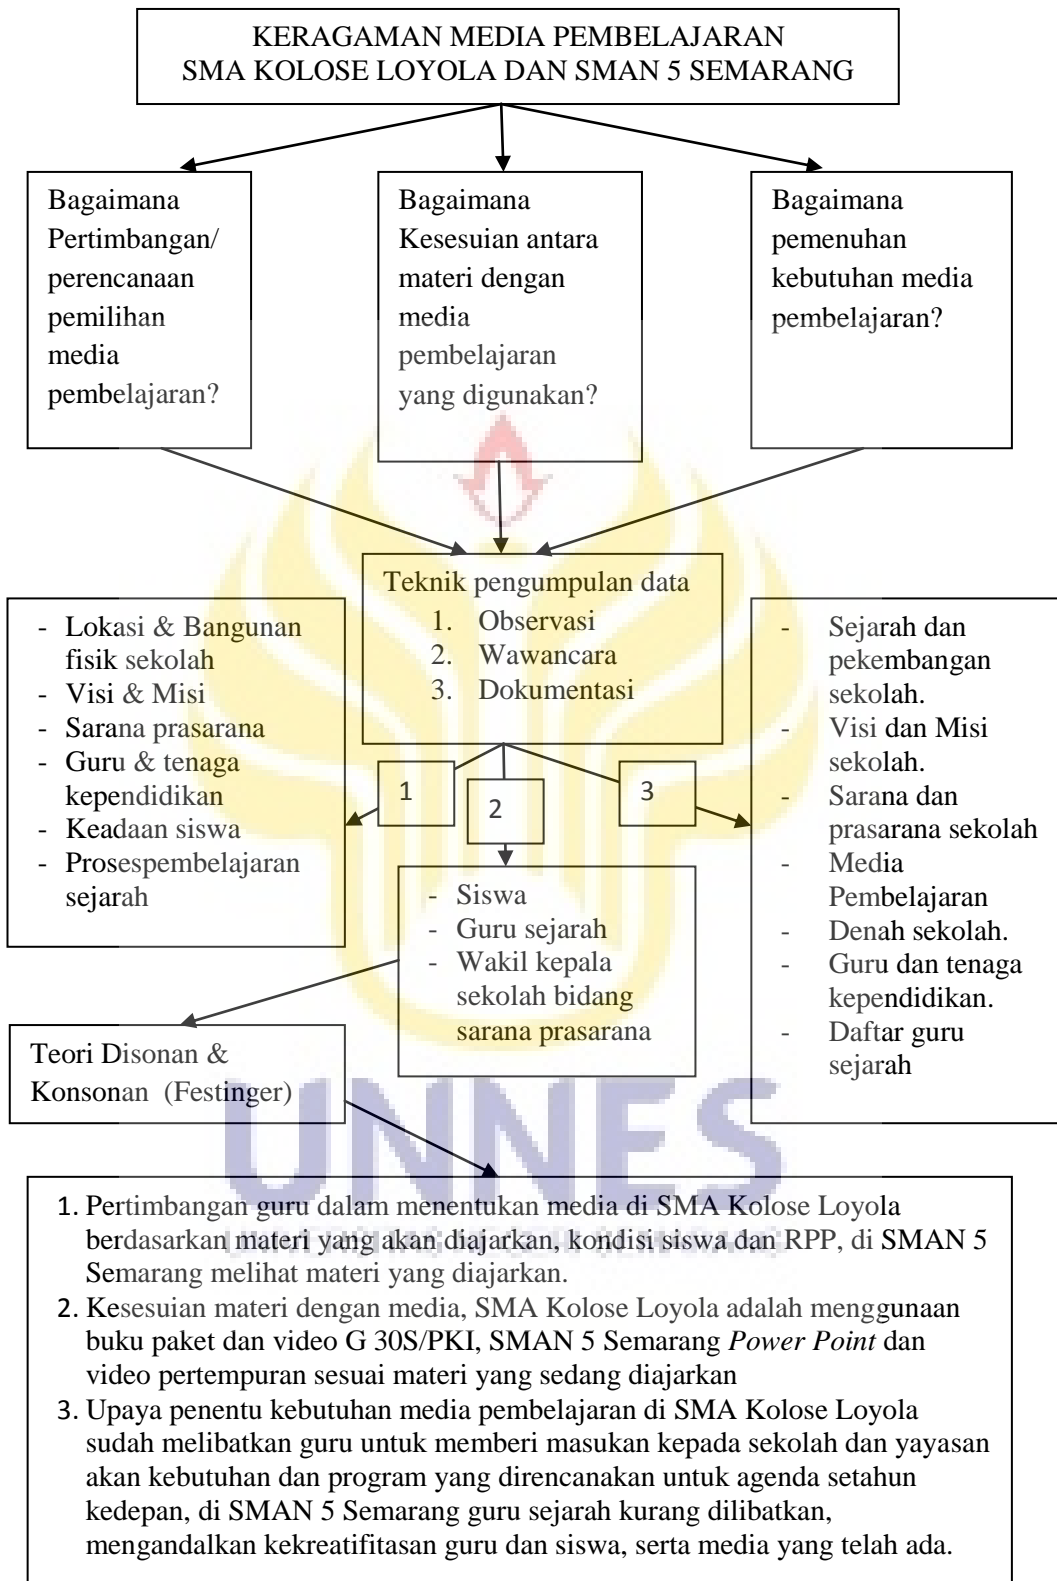 KERAGAMAN MEDIA PEMBELAJARAN
SMA KOLOSE LOYOLA DAN SMAN 5 SEMARANG
Bagaimana
Pertimbangan/
perencanaan
pemilihan
media
pembelajaran?
Bagaimana
Kesesuian antara
materi dengan
media
pembelajaran
yang digunakan?
Bagaimana
pemenuhan
kebutuhan media
pembelajaran?
Teknik pengumpulan data
1. Observasi
2. Wawancara
3. Dokumentasi
- Lokasi & Bangunan
fisik sekolah
- Visi & Misi
- Sarana prasarana
- Guru & tenaga
kependidikan
- Keadaan siswa
- Prosespembelajaran
sejarah
1
2
3
- Sejarah dan
pekembangan
sekolah.
- Visi dan Misi
sekolah.
- Sarana dan
prasarana sekolah
- Media
Pembelajaran
- Denah sekolah.
- Guru dan tenaga
kependidikan.
- Daftar guru
sejarah
- Siswa
- Guru sejarah
- Wakil kepala
sekolah bidang
sarana prasarana
Teori Disonan &
Konsonan (Festinger)
UNNES
1. Pertimbangan guru dalam menentukan media di SMA Kolose Loyola
berdasarkan materi yang akan diajarkan, kondisi siswa dan RPP, di SMAN 5
Semarang melihat materi yang diajarkan.
2. Kesesuian materi dengan media, SMA Kolose Loyola adalah menggunaan
buku paket dan video G 30S/PKI, SMAN 5 Semarang Power Point dan
video pertempuran sesuai materi yang sedang diajarkan
3. Upaya penentu kebutuhan media pembelajaran di SMA Kolose Loyola
sudah melibatkan guru untuk memberi masukan kepada sekolah dan yayasan
akan kebutuhan dan program yang direncanakan untuk agenda setahun
kedepan, di SMAN 5 Semarang guru sejarah kurang dilibatkan,
mengandalkan kekreatifitasan guru dan siswa, serta media yang telah ada.